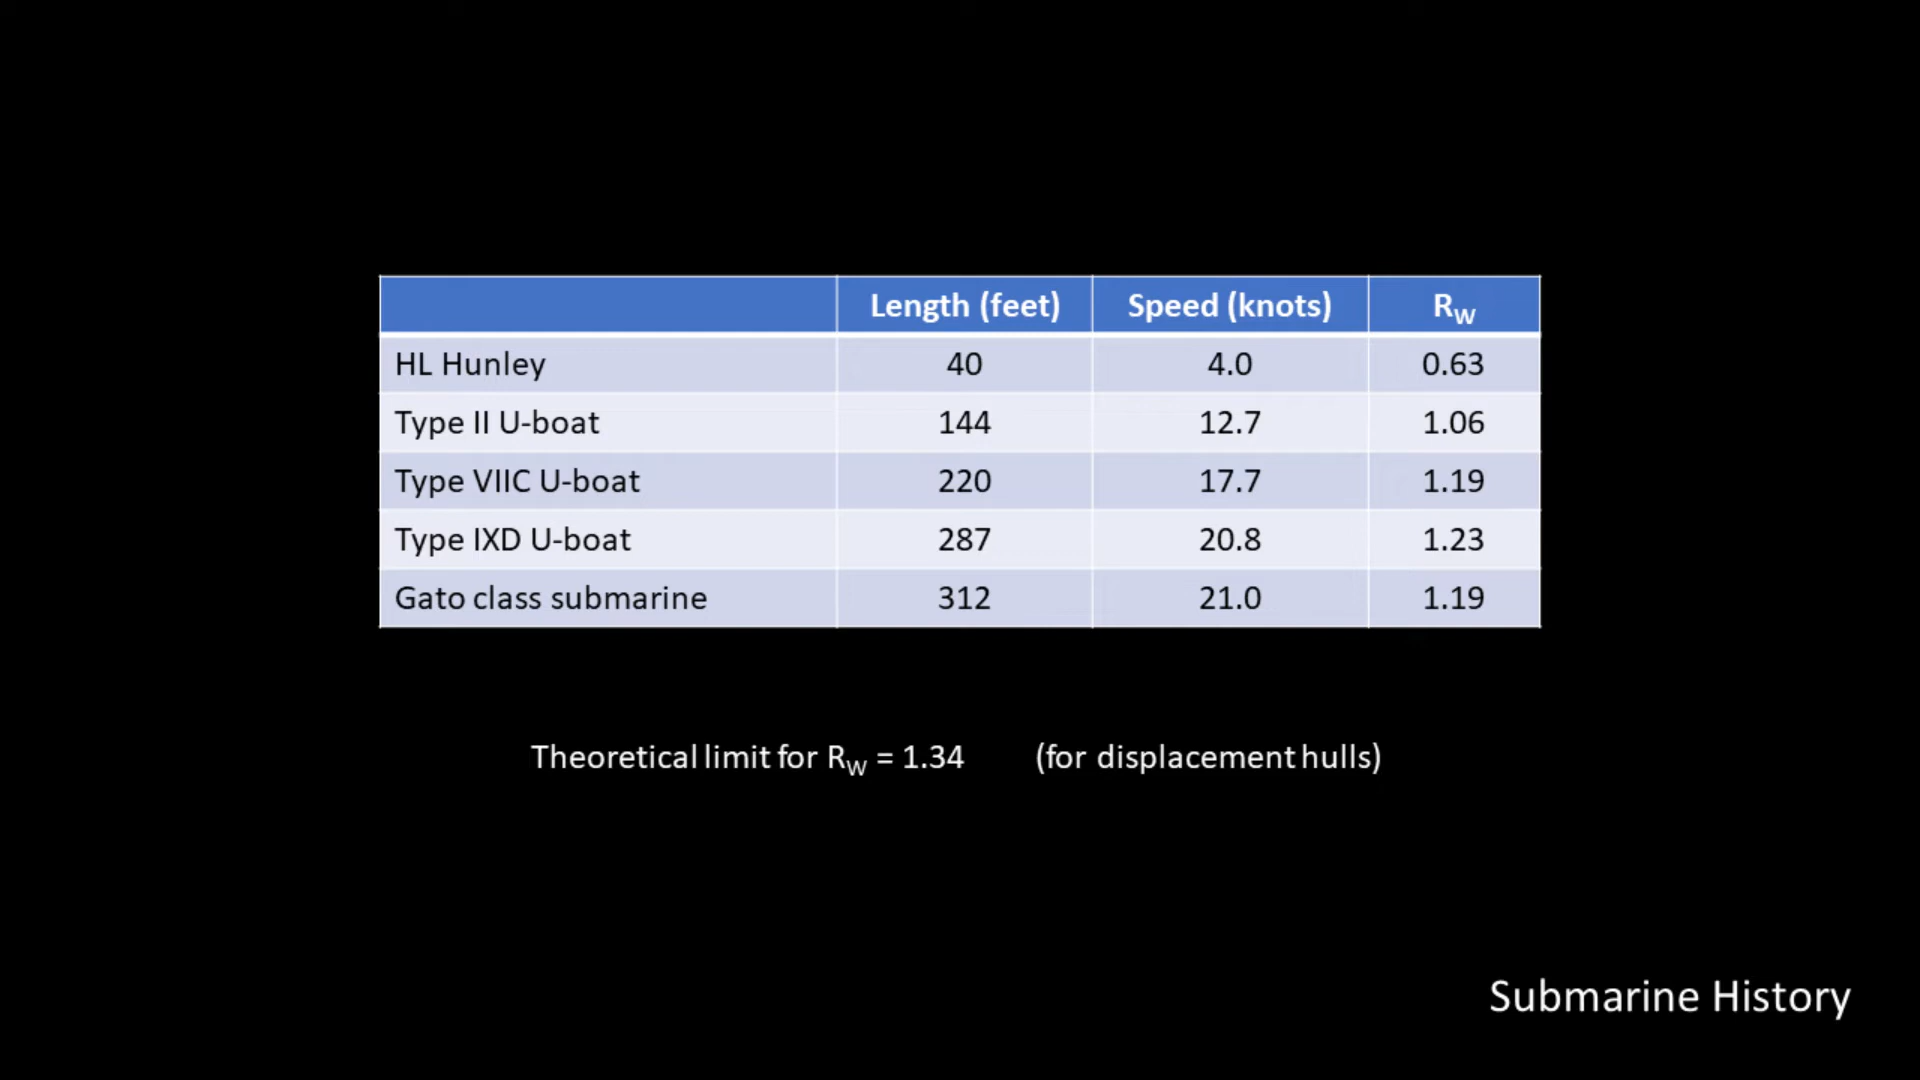 Length (feet) Speed (knots) RW
HL Hunley 40 4.0 0.63
Type II U-boat 144 12.7 1.06
Type VIIC U-boat 220 17.7 1.19
Type IXD U-boat 287 20.8 1.23
Gato class submarine 312 21.0 1.19
Theoretical limit for RW = 1.34 (for displacement hulls)
Submarine History